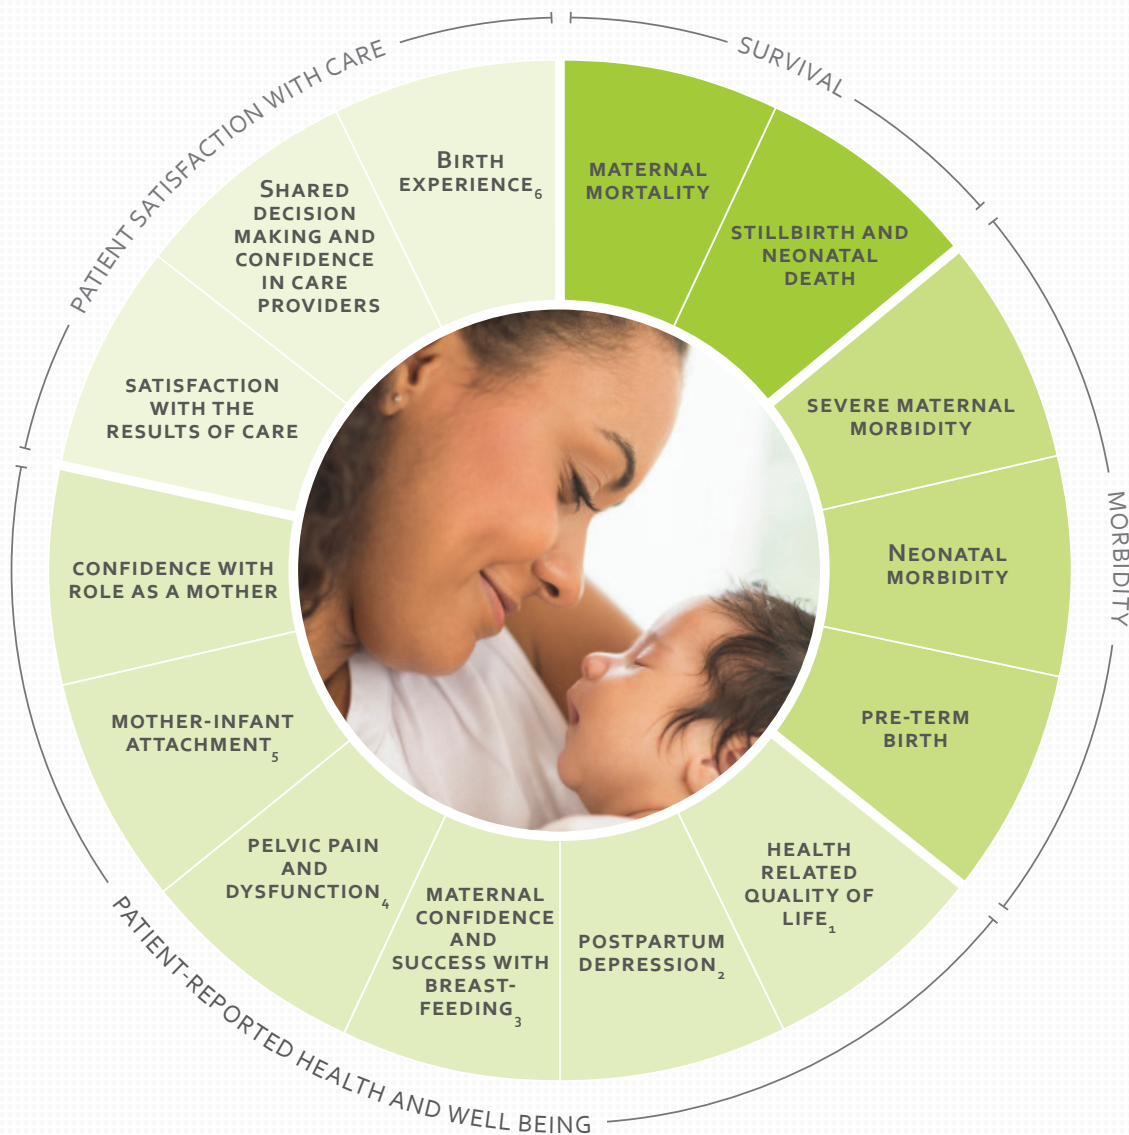 SURVIVAL
MATERNAL
MORTALITY
STILLBIRTH AND
NEONATAL
DEATH
MORBIDITY
SEVERE MATERNAL
MORBIDITY
NEONATAL
MORBIDITY
PRE-TERM
BIRTH
PATIENT-REPORTED HEALTH AND WELL BEING
HEALTH
RELATED
QUALITY OF
LIFE₁
POSTPARTUM
DEPRESSION₂
MATERNAL
CONFIDENCE
AND
SUCCESS WITH
BREAST-
FEEDING₃
PELVIC PAIN
AND
DYSFUNCTION₄
MOTHER-INFANT
ATTACHMENT₅
CONFIDENCE WITH
ROLE AS A MOTHER
PATIENT SATISFACTION WITH CARE
SATISFACTION
WITH THE
RESULTS OF CARE
SHARED
DECISION
MAKING AND
CONFIDENCE
IN CARE
PROVIDERS
BIRTH
EXPERIENCE₆